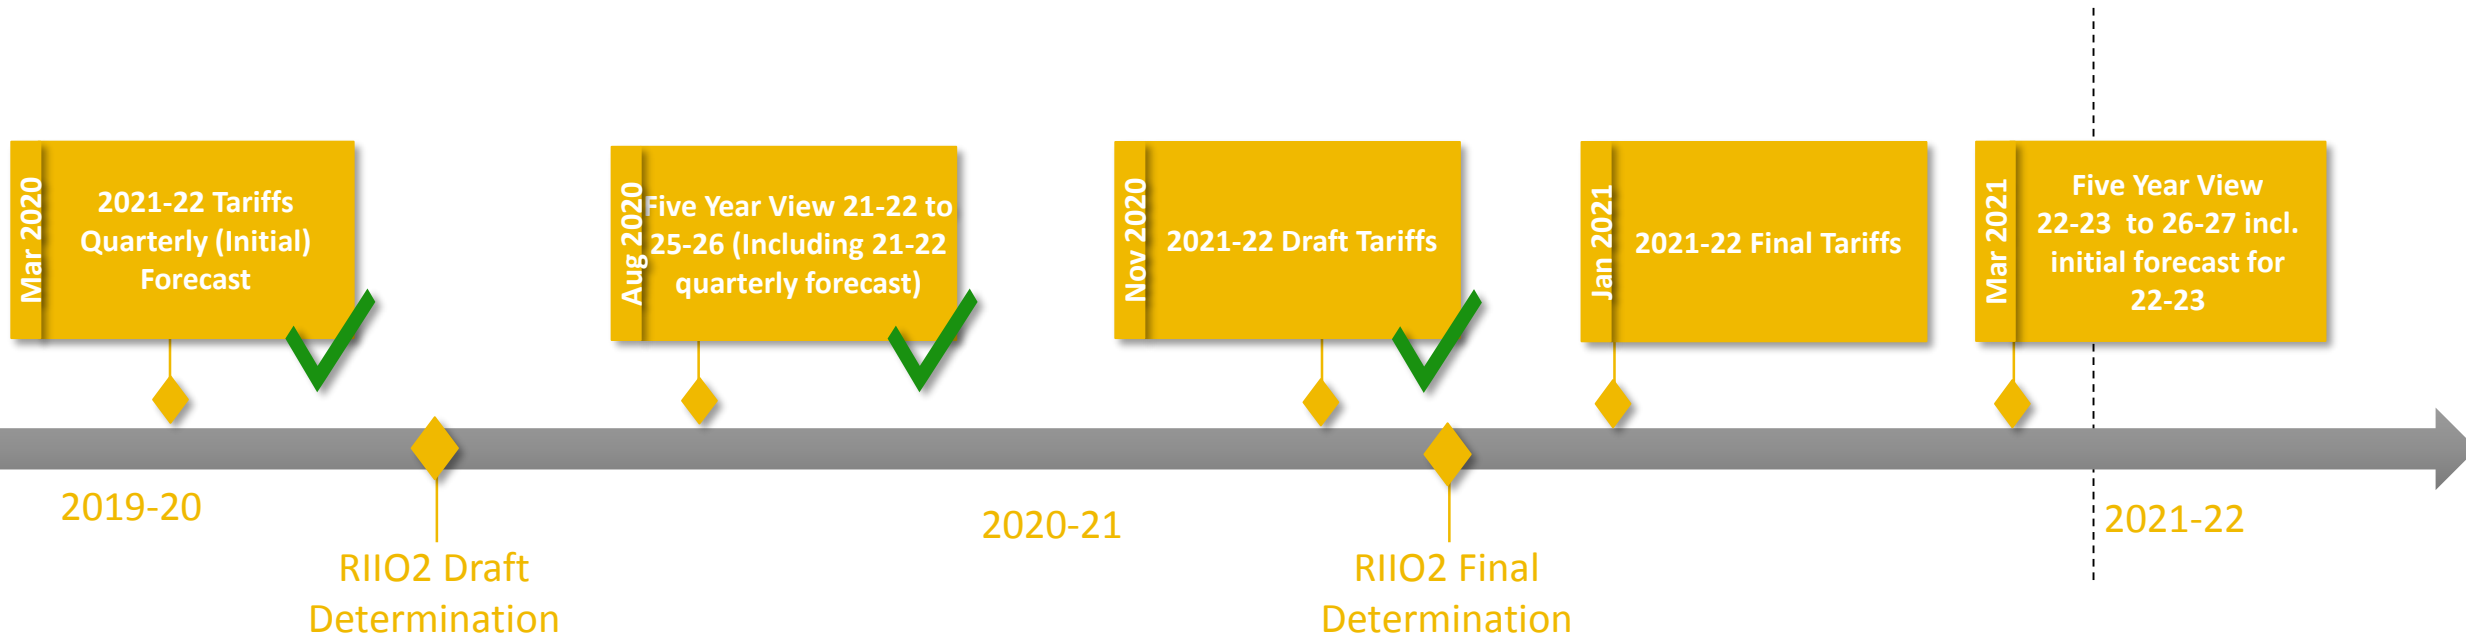 Mar 2020
2021-22 Tariffs
Quarterly (Initial)
Forecast
Aug 2020
Five Year View 21-22 to
25-26 (Including 21-22
quarterly forecast)
Nov 2020
2021-22 Draft Tariffs
Jan 2021
2021-22 Final Tariffs
Mar 2021
Five Year View
22-23 to 26-27 incl.
initial forecast for
22-23
2019-20
2020-21
2021-22
RIIO2 Draft
Determination
RIIO2 Final
Determination